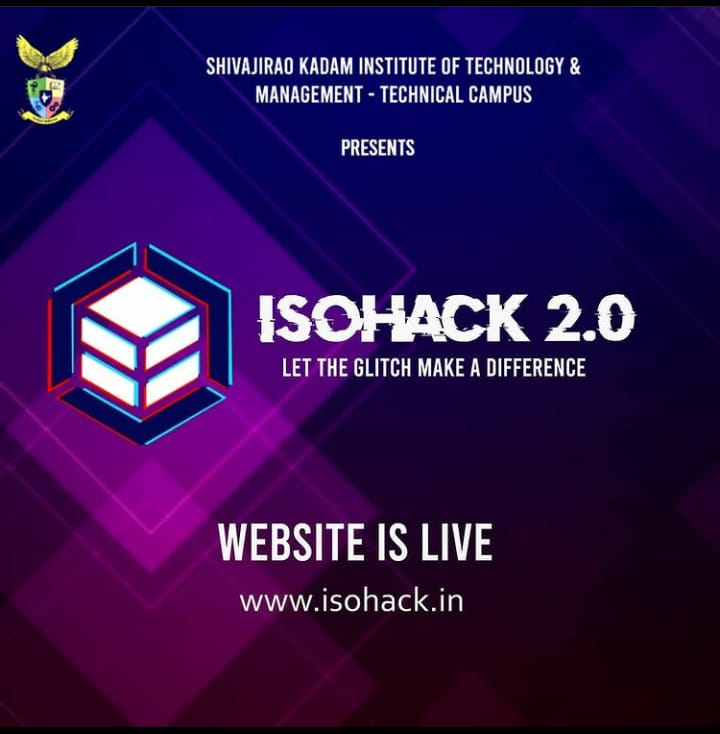 SHIVAJIRAO KADAM INSTITUTE OF TECHNOLOGY &
MANAGEMENT - TECHNICAL CAMPUS
PRESENTS
ISOHACK 2.0
LET THE GLITCH MAKE A DIFFERENCE
WEBSITE IS LIVE
www.isohack.in